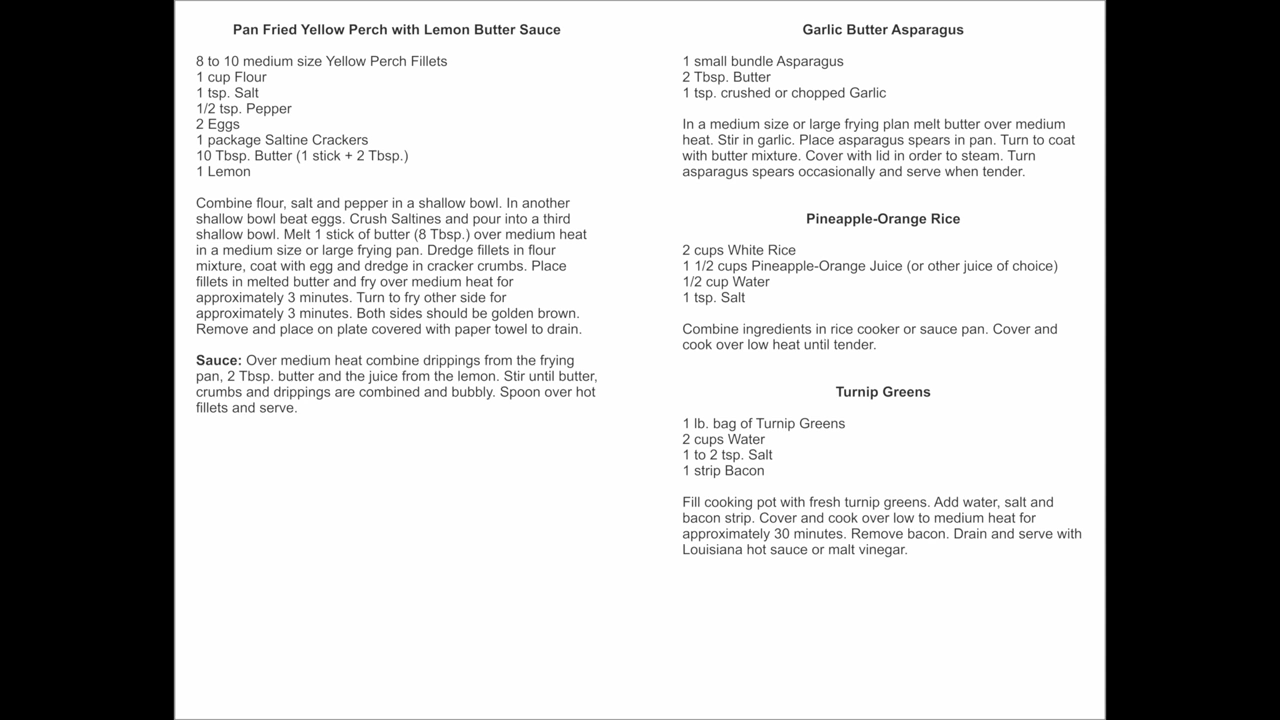 Pan Fried Yellow Perch with Lemon Butter Sauce
8 to 10 medium size Yellow Perch Fillets
1 cup Flour
1 tsp. Salt
1/2 tsp. Pepper
2 Eggs
1 package Saltine Crackers
10 Tbsp. Butter (1 stick + 2 Tbsp.)
1 Lemon
Combine flour, salt and pepper in a shallow bowl. In another
shallow bowl beat eggs. Crush Saltines and pour into a third
shallow bowl. Melt 1 stick of butter (8 Tbsp.) over medium heat
in a medium size or large frying pan. Dredge fillets in flour
mixture, coat with egg and dredge in cracker crumbs. Place
fillets in melted butter and fry over medium heat for
approximately 3 minutes. Turn to fry other side for
approximately 3 minutes. Both sides should be golden brown.
Remove and place on plate covered with paper towel to drain.
Sauce: Over medium heat combine drippings from the frying
pan, 2 Tbsp. butter and the juice from the lemon. Stir until butter,
crumbs and drippings are combined and bubbly. Spoon over hot
fillets and serve.
Garlic Butter Asparagus
1 small bundle Asparagus
2 Tbsp. Butter
1 tsp. crushed or chopped Garlic
In a medium size or large frying plan melt butter over medium
heat. Stir in garlic. Place asparagus spears in pan. Turn to coat
with butter mixture. Cover with lid in order to steam. Turn
asparagus spears occasionally and serve when tender.
Pineapple-Orange Rice
2 cups White Rice
1 1/2 cups Pineapple-Orange Juice (or other juice of choice)
1/2 cup Water
1 tsp. Salt
Combine ingredients in rice cooker or sauce pan. Cover and
cook over low heat until tender.
Turnip Greens
1 lb. bag of Turnip Greens
2 cups Water
1 to 2 tsp. Salt
1 strip Bacon
Fill cooking pot with fresh turnip greens. Add water, salt and
bacon strip. Cover and cook over low to medium heat for
approximately 30 minutes. Remove bacon. Drain and serve with
Louisiana hot sauce or malt vinegar.